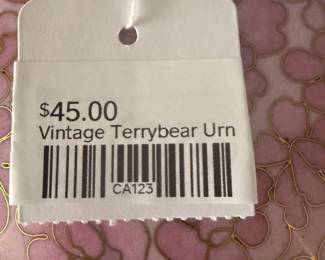 $45.00
Vintage Terrybear Urn
CA123